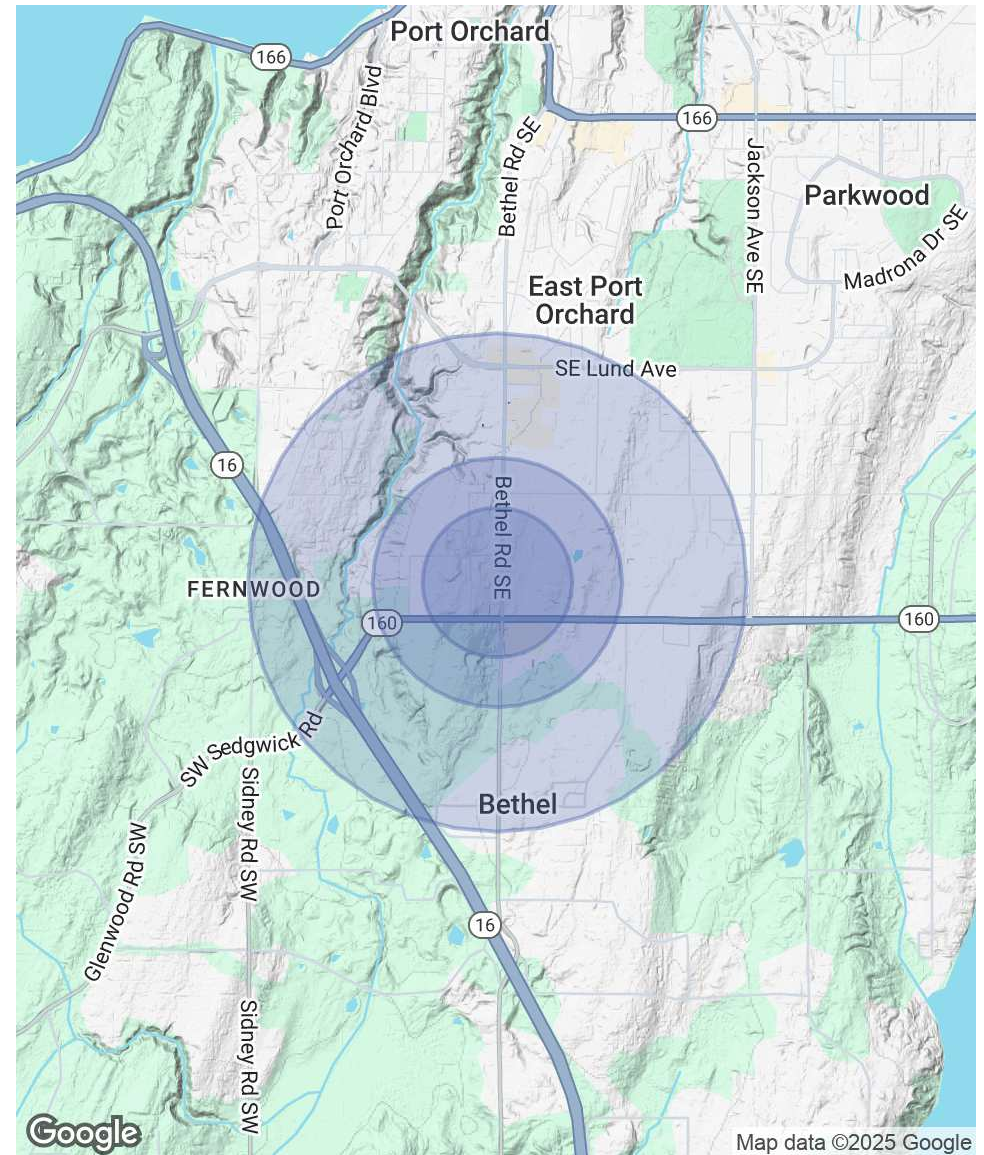 Port Orchard
166
Port Orchard Blvd
Bethel Rd SE
166
Jackson Ave SE
Parkwood
Madrona Dr SE
East Port
Orchard
SE Lund Ave
16
Bethel Rd SE
FERNWOOD
160
160
SW Sedgwick Rd
Sidney Rd SW
Bethel
Glenwood Rd SW
16
Sidney Rd SW
Google
Map data ©2025 Google